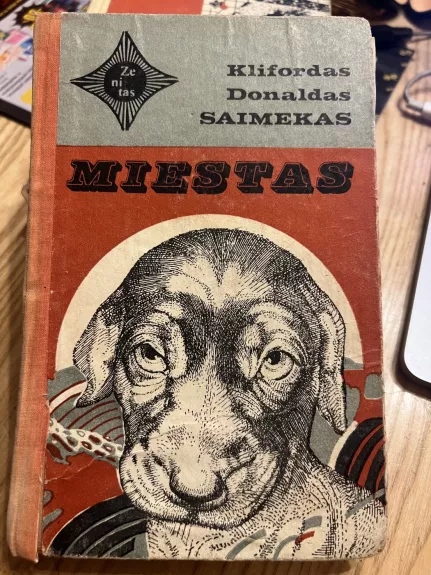 Ze
ni
tas
Klifordas
Donaldas
SAIMEKAS
MIESTAS